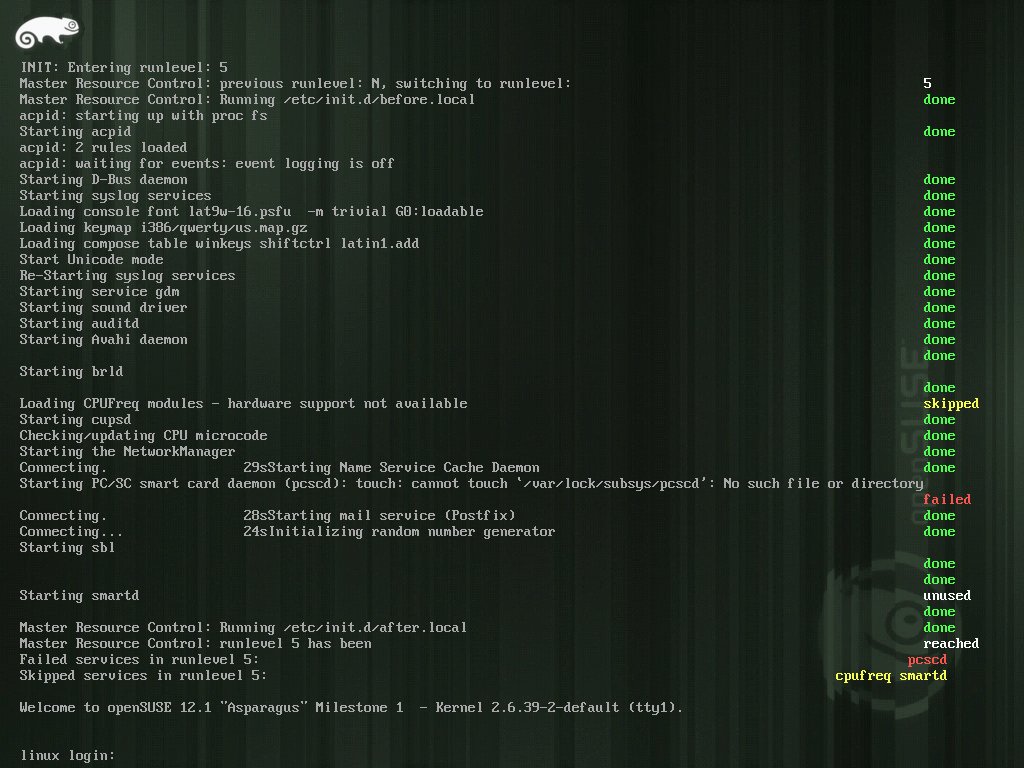 INIT: Entering runlevel: 5
Master Resource Control: previous runlevel: N, switching to runlevel: 5
Master Resource Control: Running /etc/init.d/before.local done
acpid: starting up with proc fs
Starting acpid done
acpid: 2 rules loaded
acpid: waiting for events: event logging is off
Starting D-Bus daemon done
Starting syslog services done
Loading console font lat9w-16.psfu  -m trivial G0:loadable done
Loading keymap i386/qwerty/us.map.gz done
Loading compose table winkeys shiftctrl latin1.add done
Start Unicode mode done
Re-Starting syslog services done
Starting service gdm done
Starting sound driver done
Starting auditd done
Starting Avahi daemon done
done
Starting brld
done
Loading CPUFreq modules - hardware support not available skipped
Starting cupsd done
Checking/updating CPU microcode done
Starting the NetworkManager done
Connecting. 29sStarting Name Service Cache Daemon done
Starting PC/SC smart card daemon (pcscd): touch: cannot touch `/var/lock/subsys/pcscd': No such file or directory
failed
Connecting. 28sStarting mail service (Postfix) done
Connecting... 24sInitializing random number generator done
Starting sbl
done
done
Starting smartd unused
done
Master Resource Control: Running /etc/init.d/after.local done
Master Resource Control: runlevel 5 has been reached
Failed services in runlevel 5: pcscd
Skipped services in runlevel 5: cpufreq smartd
Welcome to openSUSE 12.1 "Asparagus" Milestone 1  - Kernel 2.6.39-2-default (tty1).
linux login:
openSUSE